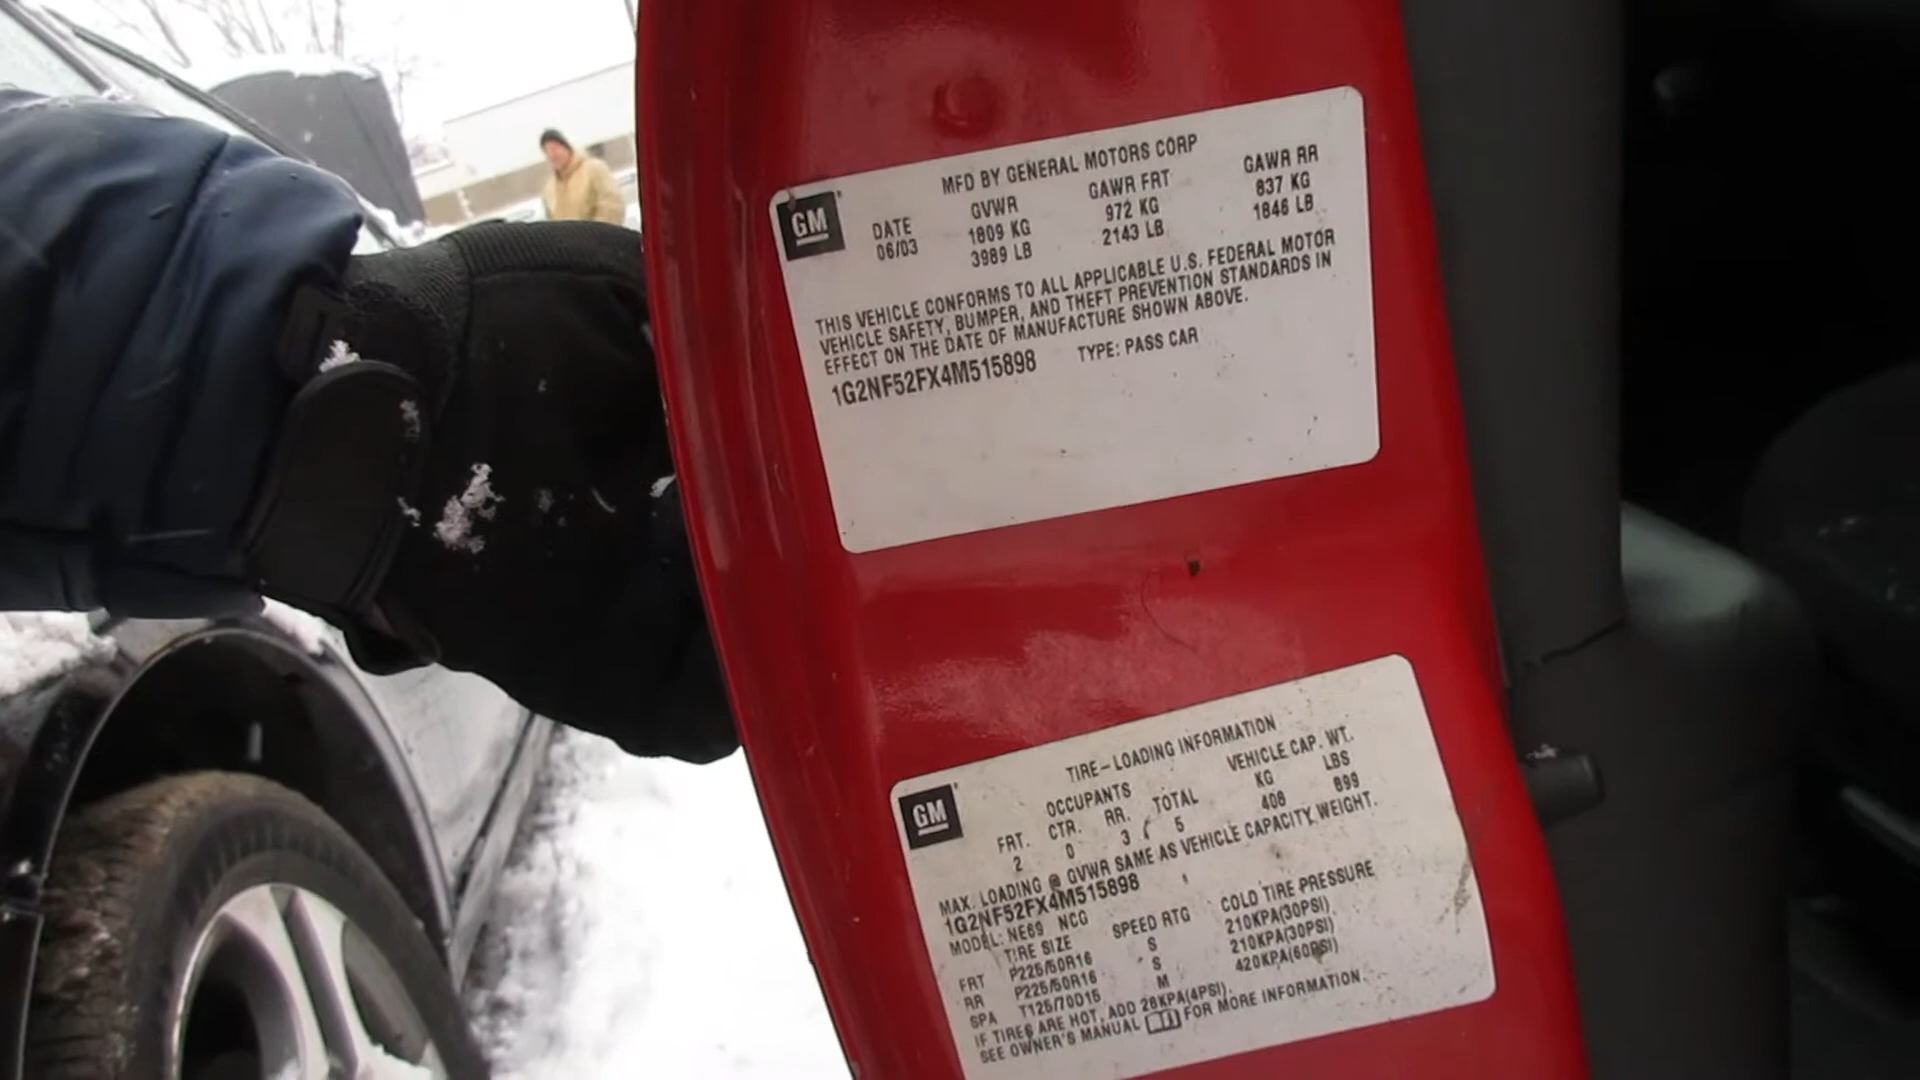 GM
MFD BY GENERAL MOTORS CORP
DATE GVWR GAWR FRT GAWR RR
06/03 1809 KG 972 KG 837 KG
3989 LB 2143 LB 1846 LB
THIS VEHICLE CONFORMS TO ALL APPLICABLE U.S. FEDERAL MOTOR
VEHICLE SAFETY, BUMPER, AND THEFT PREVENTION STANDARDS IN
EFFECT ON THE DATE OF MANUFACTURE SHOWN ABOVE.
1G2NF52FX4M515898 TYPE: PASS CAR
GM
TIRE-LOADING INFORMATION
OCCUPANTS VEHICLE CAP. WT.
FRT. CTR. RR. TOTAL KG LBS
2 0 3 5 408 899
MAX. LOADING @ GVWR SAME AS VEHICLE CAPACITY WEIGHT.
1G2NF52FX4M515898
MODEL: NE69 NCG
TIRE SIZE SPEED RTG COLD TIRE PRESSURE
FRT P225/50R16 S 210KPA(30PSI)
RR P225/50R16 S 210KPA(30PSI)
SPA T125/70D15 M 420KPA(60PSI)
IF TIRES ARE HOT, ADD 28KPA(4PSI).
SEE OWNER'S MANUAL FOR MORE INFORMATION.